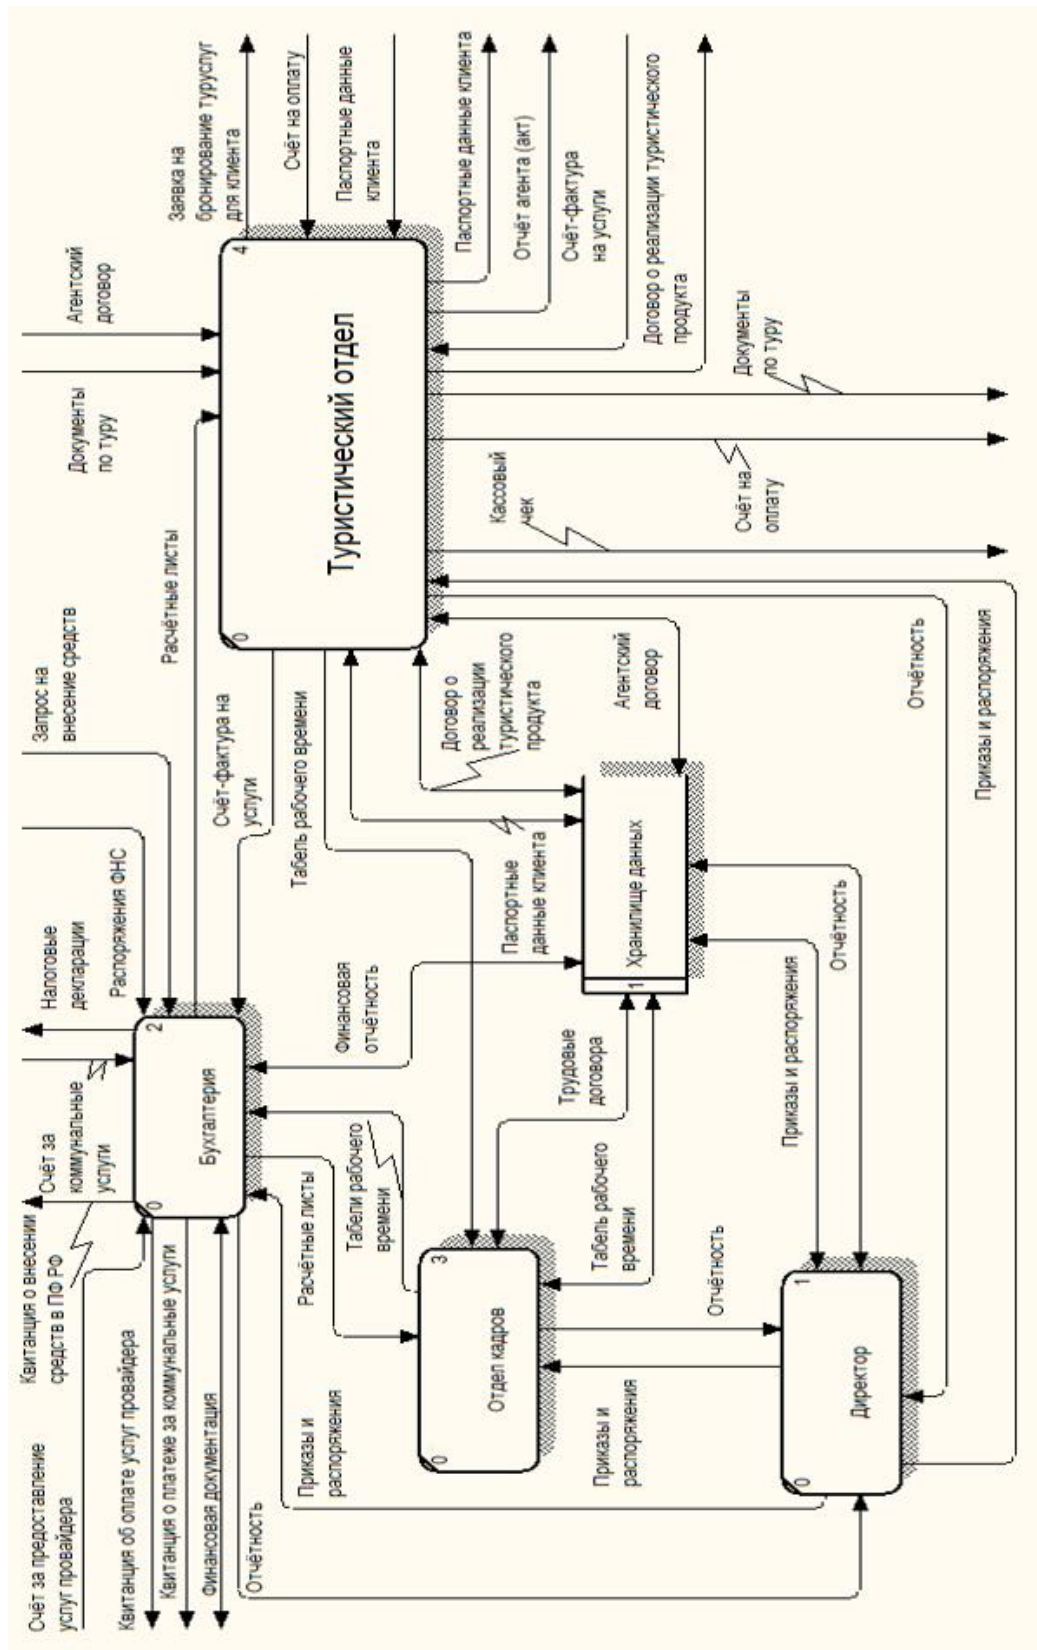 Счёт за предоставление
услуг провайдера
Квитанция о внесении
средств в ПФ РФ
Счёт за
коммунальные
услуги
Налоговые
декларации
Распоряжения ФНС
Запрос на
внесение средств
Документы
по туру
Агентский
договор
Заявка на
бронирование туруслуг
для клиента
Счёт на оплату
Паспортные данные
клиента
Паспортные данные клиента
Отчёт агента (акт)
Счёт-фактура
на услуги
Договор о реализации туристического
продукта
Документы
по туру
Счёт на
оплату
Кассовый
чек
Квитанция об оплате услуг провайдера
Квитанция о платеже за коммунальные услуги
Финансовая документация
Отчётность
0
Бухгалтерия
2
Расчётные листы
Счёт-фактура на
услуги
Табель рабочего времени
0
Туристический отдел
4
Приказы и
распоряжения
Расчётные листы
Табели рабочего
времени
Финансовая
отчётность
Паспортные
данные клиента
Договор о
реализации
туристического
продукта
Агентский
договор
0
Отдел кадров
3
Трудовые
договора
Табель рабочего
времени
1
Хранилище данных
Приказы и
распоряжения
Отчётность
Приказы и распоряжения
Отчётность
0
Директор
1
Отчётность
Приказы и распоряжения